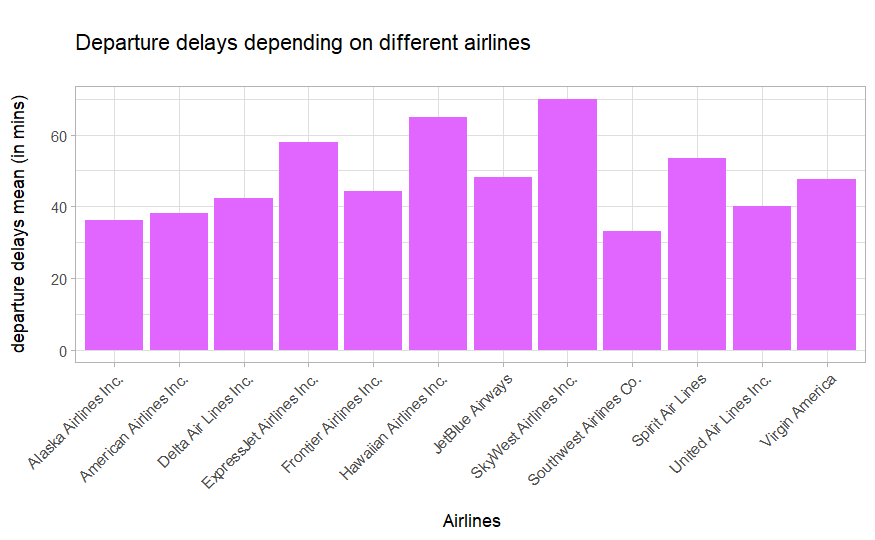 Departure delays depending on different airlines
departure delays mean (in mins)
60
40
20
0
Alaska Airlines Inc.
American Airlines Inc.
Delta Air Lines Inc.
ExpressJet Airlines Inc.
Frontier Airlines Inc.
Hawaiian Airlines Inc.
JetBlue Airways
SkyWest Airlines Inc.
Southwest Airlines Co.
Spirit Air Lines
United Air Lines Inc.
Virgin America
Airlines